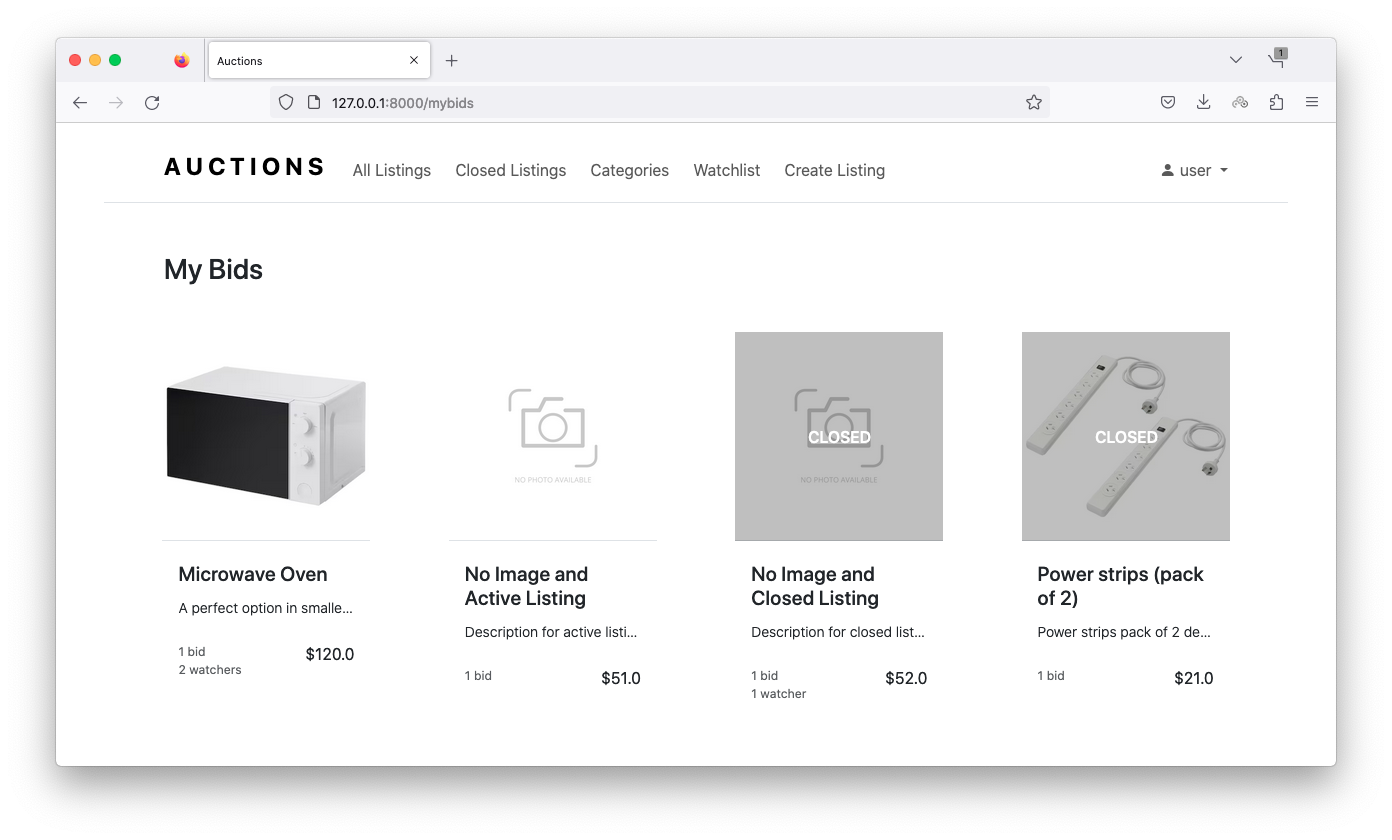 Auctions
1
127.0.0.1:8000/mybids
AUCTIONS
All Listings
Closed Listings
Categories
Watchlist
Create Listing
user
My Bids
NO PHOTO AVAILABLE
CLOSED
NO PHOTO AVAILABLE
CLOSED
Microwave Oven
A perfect option in smalle...
1 bid
2 watchers
$120.0
No Image and
Active Listing
Description for active listi...
1 bid
$51.0
No Image and
Closed Listing
Description for closed list...
1 bid
1 watcher
$52.0
Power strips (pack
of 2)
Power strips pack of 2 de...
1 bid
$21.0